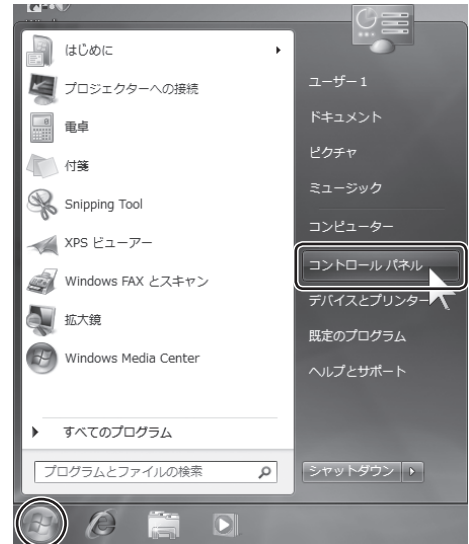 はじめに
プロジェクターへの接続
電卓
付箋
Snipping Tool
XPS ビューアー
Windows FAX とスキャン
拡大鏡
Windows Media Center
すべてのプログラム
プログラムとファイルの検索
ユーザー1
ドキュメント
ピクチャ
ミュージック
コンピューター
コントロール パネル
デバイスとプリンター
既定のプログラム
ヘルプとサポート
シャットダウン